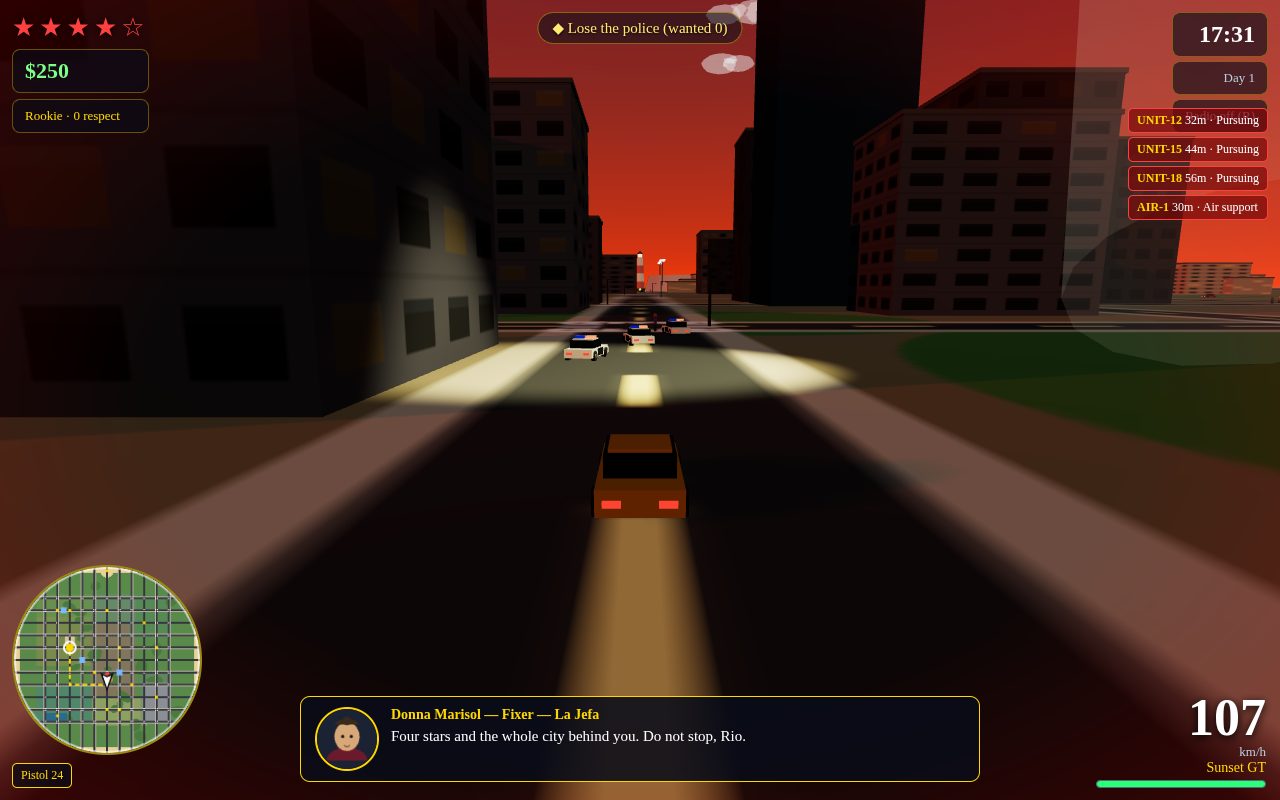 ★★★★☆
$250
Rookie · 0 respect
◆ Lose the police (wanted 0)
17:31
Day 1
UNIT-12 32m · Pursuing
UNIT-15 44m · Pursuing
UNIT-18 56m · Pursuing
AIR-1 30m · Air support
Donna Marisol — Fixer — La Jefa
Four stars and the whole city behind you. Do not stop, Rio.
Pistol 24
107
km/h
Sunset GT